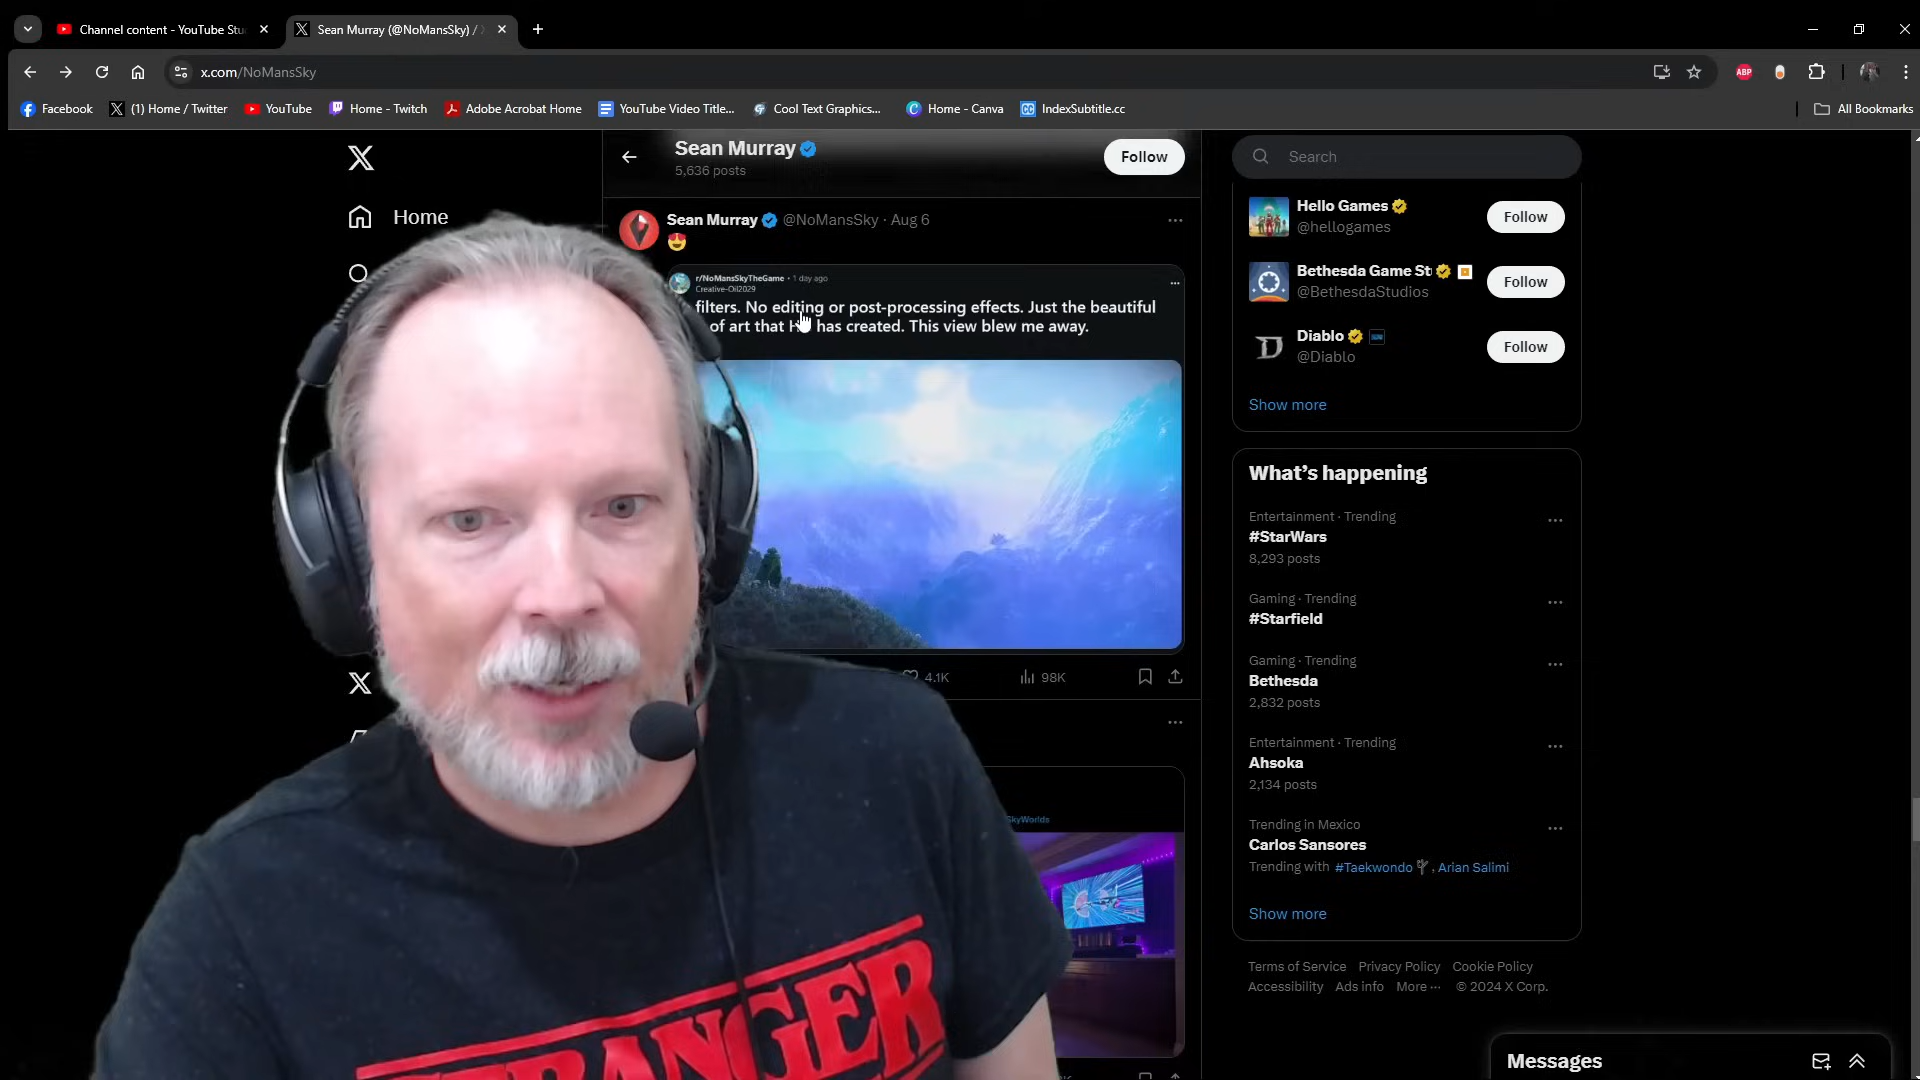 Channel content - YouTube Stu
Sean Murray (@NoMansSky) /
x.com/NoMansSky
ABP
Facebook
(1) Home / Twitter
YouTube
Home - Twitch
Adobe Acrobat Home
YouTube Video Title...
Cool Text Graphics...
Home - Canva
IndexSubtitle.cc
All Bookmarks
Home
Sean Murray
5,636 posts
Follow
Sean Murray @NoMansSky · Aug 6
😍
r/NoMansSkyTheGame • 1 day ago
Creative-Oil2029
filters. No editing or post-processing effects. Just the beautiful
of art that has created. This view blew me away.
4.1K
98K
SkyWorlds
STRANGER
Search
Hello Games
@hellogames
Follow
Bethesda Game St
@BethesdaStudios
Follow
Diablo
@Diablo
Follow
Show more
What's happening
Entertainment · Trending
#StarWars
8,293 posts
Gaming · Trending
#Starfield
Gaming · Trending
Bethesda
2,832 posts
Entertainment · Trending
Ahsoka
2,134 posts
Trending in Mexico
Carlos Sansores
Trending with #Taekwondo , Arian Salimi
Show more
Terms of Service Privacy Policy Cookie Policy
Accessibility Ads info More ··· © 2024 X Corp.
Messages